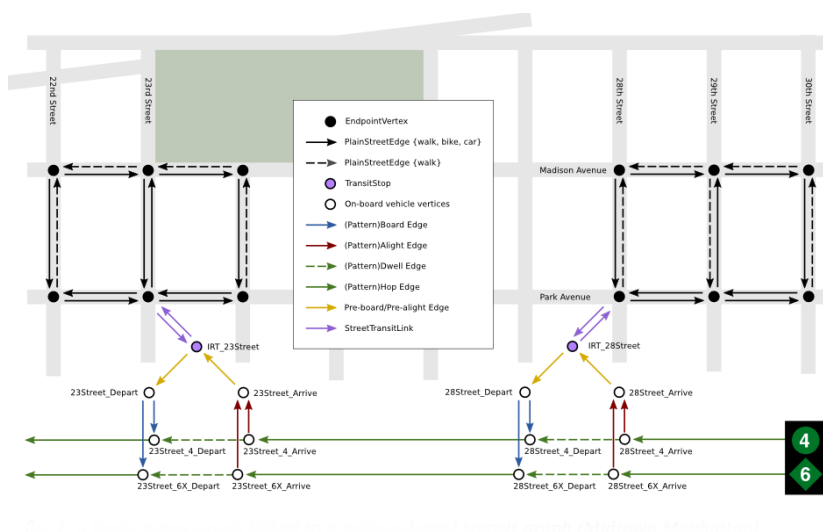 22nd Street
23rd Street
28th Street
29th Street
30th Street
EndpointVertex
PlainStreetEdge {walk, bike, car}
PlainStreetEdge {walk}
TransitStop
On-board vehicle vertices
(Pattern)Board Edge
(Pattern)Alight Edge
(Pattern)Dwell Edge
(Pattern)Hop Edge
Pre-board/Pre-alight Edge
StreetTransitLink
Madison Avenue
Park Avenue
IRT_23Street
IRT_28Street
23Street_Depart
23Street_Arrive
28Street_Depart
28Street_Arrive
4
23Street_4_Depart
23Street_4_Arrive
28Street_4_Depart
28Street_4_Arrive
6
23Street_6X_Depart
23Street_6X_Arrive
28Street_6X_Depart
28Street_6X_Arrive